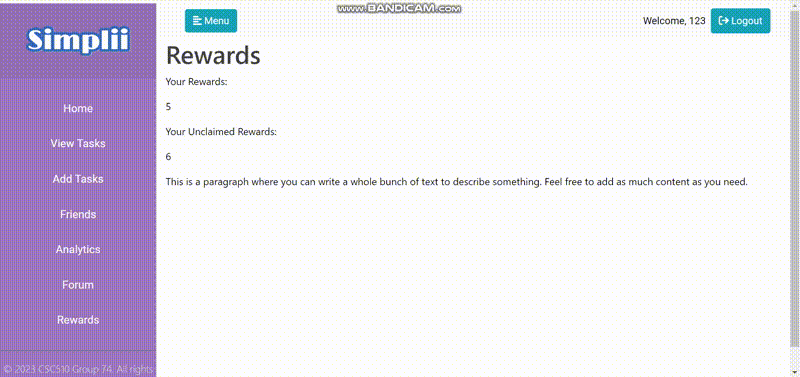 www.BANDICAM.com
Simplii
Menu
Welcome, 123
Logout
Home
View Tasks
Add Tasks
Friends
Analytics
Forum
Rewards
© 2023 CSC510 Group 74. All rights
Rewards
Your Rewards:
5
Your Unclaimed Rewards:
6
This is a paragraph where you can write a whole bunch of text to describe something. Feel free to add as much content as you need.